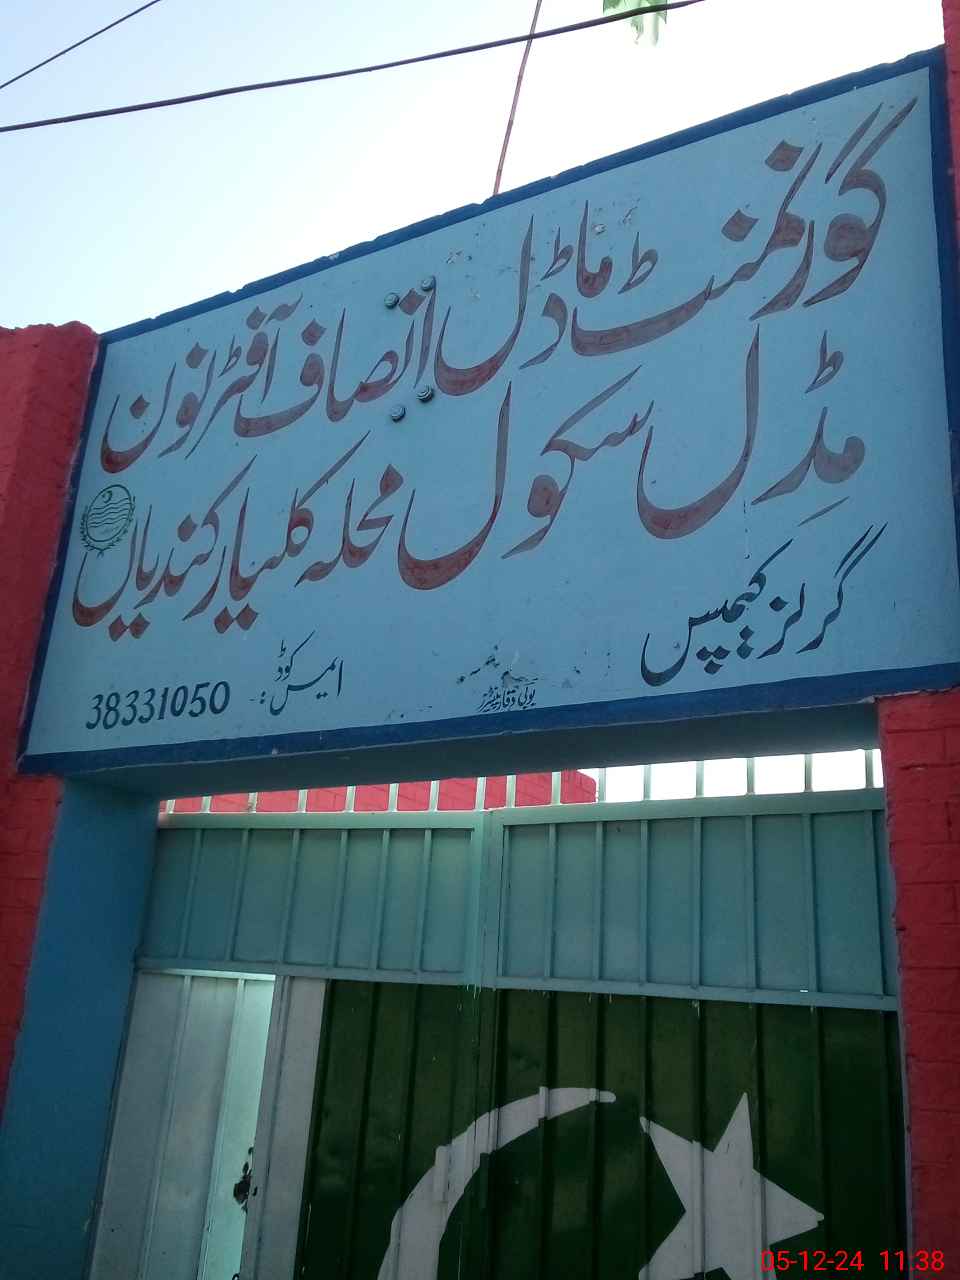 گورنمنٹ ماڈل انصاف آفٹرنون
مڈل سکول محلہ کلیار کندیاں
گرلز کیمپس
ایمس کوڈ: 38331050
05-12-24 11.38